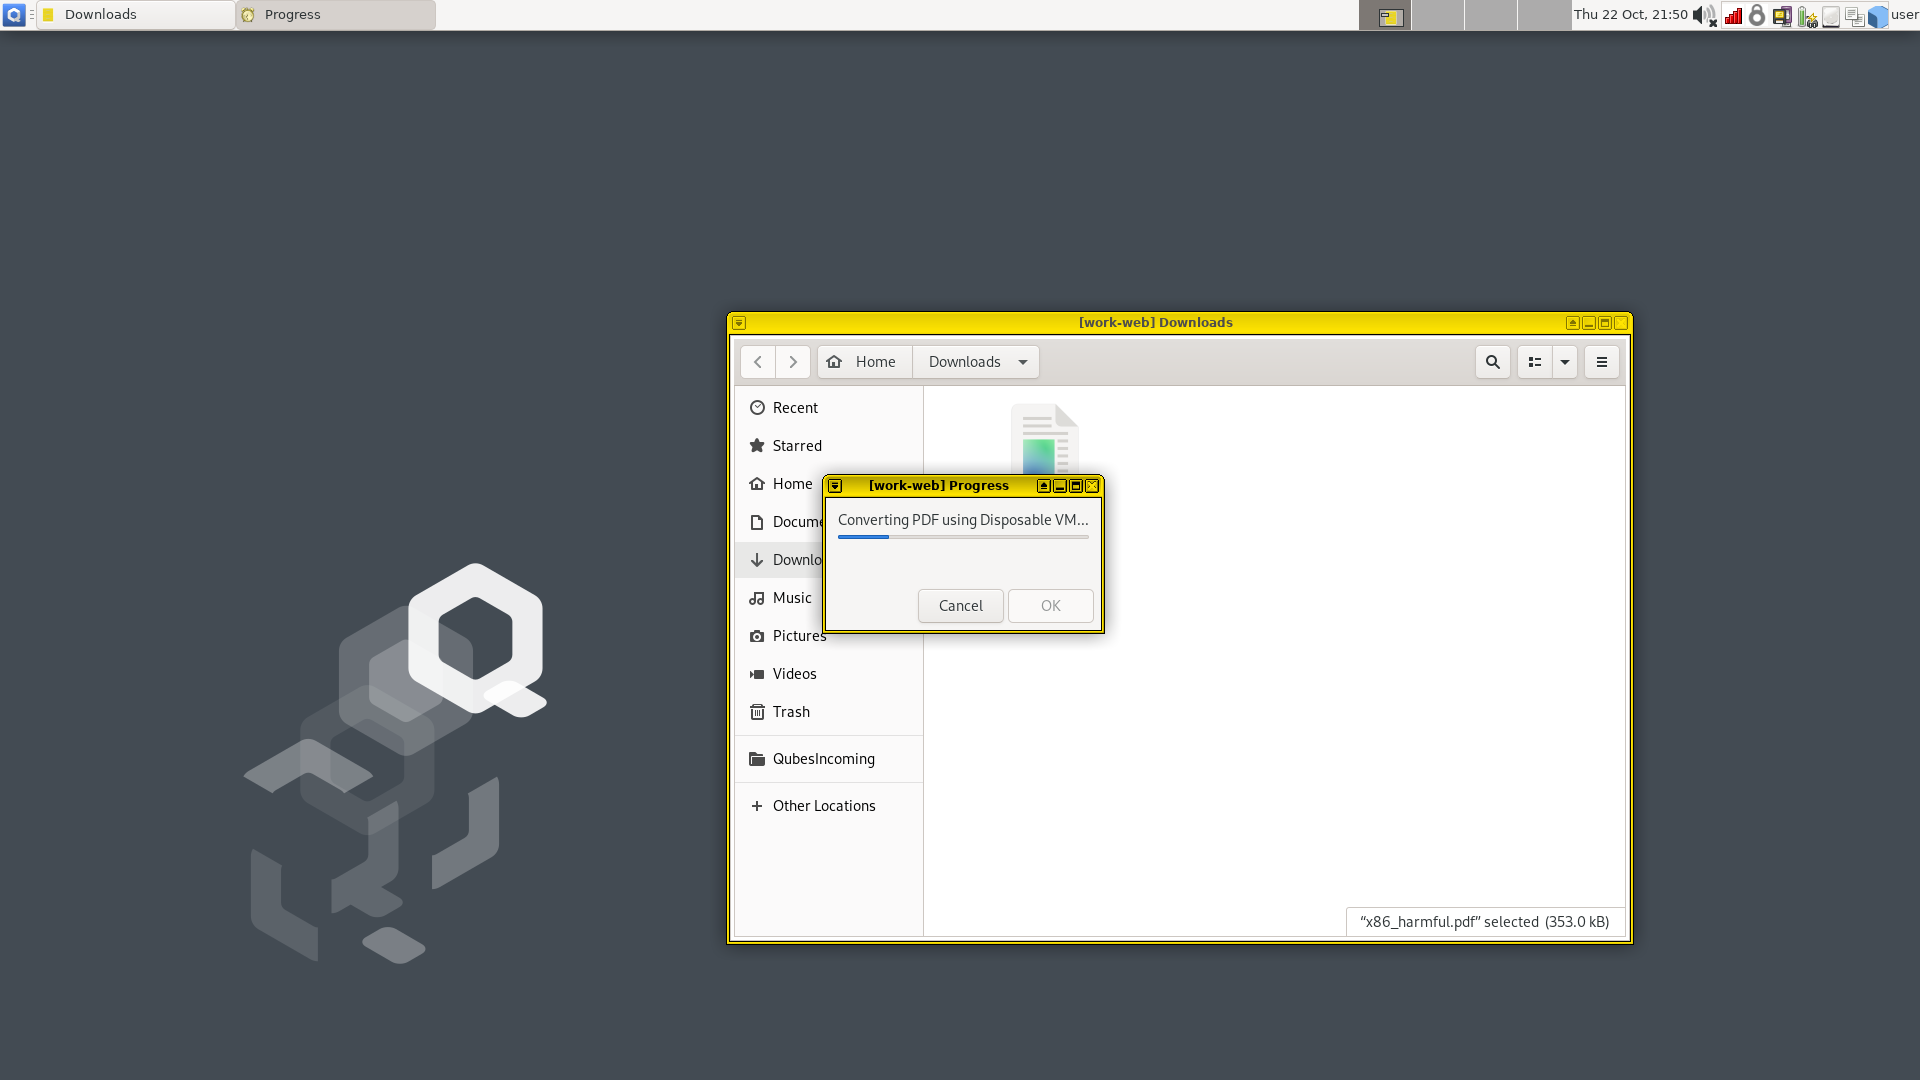 Downloads
Progress
Thu 22 Oct, 21:50
user
[work-web] Downloads
Home
Downloads
Recent
Starred
Home
Docume
Downlo
Music
Pictures
Videos
Trash
QubesIncoming
Other Locations
[work-web] Progress
Converting PDF using Disposable VM...
Cancel
OK
“x86_harmful.pdf” selected (353.0 kB)